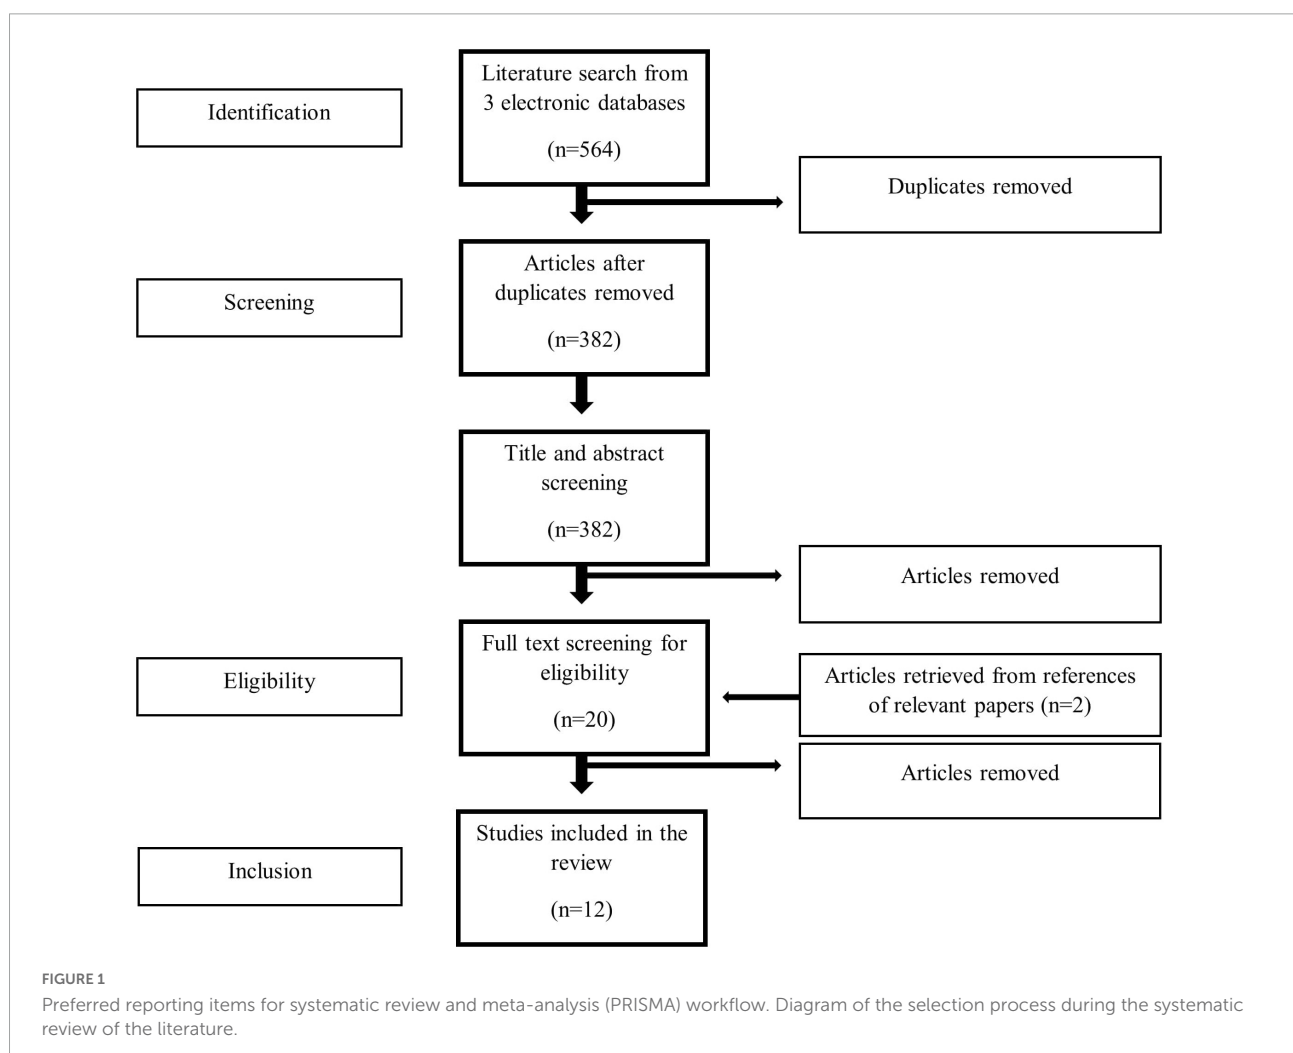 Identification
Literature search from
3 electronic databases
(n=564)
Duplicates removed
Screening
Articles after
duplicates removed
(n=382)
Title and abstract
screening
(n=382)
Articles removed
Eligibility
Full text screening for
eligibility
(n=20)
Articles retrieved from references
of relevant papers (n=2)
Articles removed
Inclusion
Studies included in the
review
(n=12)
FIGURE 1
Preferred reporting items for systematic review and meta-analysis (PRISMA) workflow. Diagram of the selection process during the systematic
review of the literature.